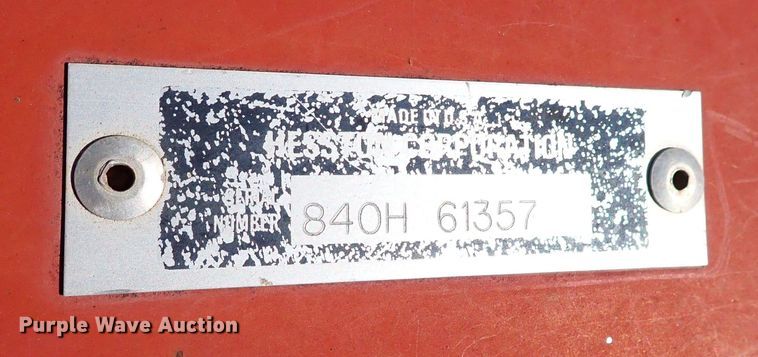 MADE IN U.S.A.
HESSTON CORPORATION
SERIAL
NUMBER
840H 61357
Purple Wave Auction